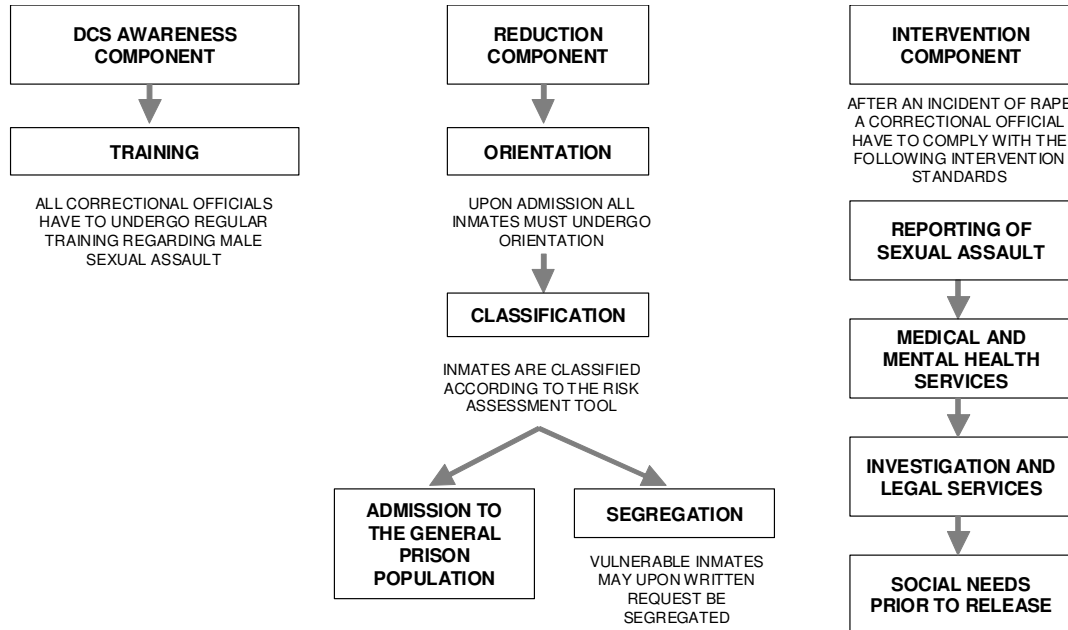 DCS AWARENESS
COMPONENT
TRAINING
ALL CORRECTIONAL OFFICIALS
HAVE TO UNDERGO REGULAR
TRAINING REGARDING MALE
SEXUAL ASSAULT
REDUCTION
COMPONENT
ORIENTATION
UPON ADMISSION ALL
INMATES MUST UNDERGO
ORIENTATION
CLASSIFICATION
INMATES ARE CLASSIFIED
ACCORDING TO THE RISK
ASSESSMENT TOOL
ADMISSION TO
THE GENERAL
PRISON
POPULATION
SEGREGATION
VULNERABLE INMATES
MAY UPON WRITTEN
REQUEST BE
SEGREGATED
INTERVENTION
COMPONENT
AFTER AN INCIDENT OF RAPE
A CORRECTIONAL OFFICIAL
HAVE TO COMPLY WITH THE
FOLLOWING INTERVENTION
STANDARDS
REPORTING OF
SEXUAL ASSAULT
MEDICAL AND
MENTAL HEALTH
SERVICES
INVESTIGATION AND
LEGAL SERVICES
SOCIAL NEEDS
PRIOR TO RELEASE